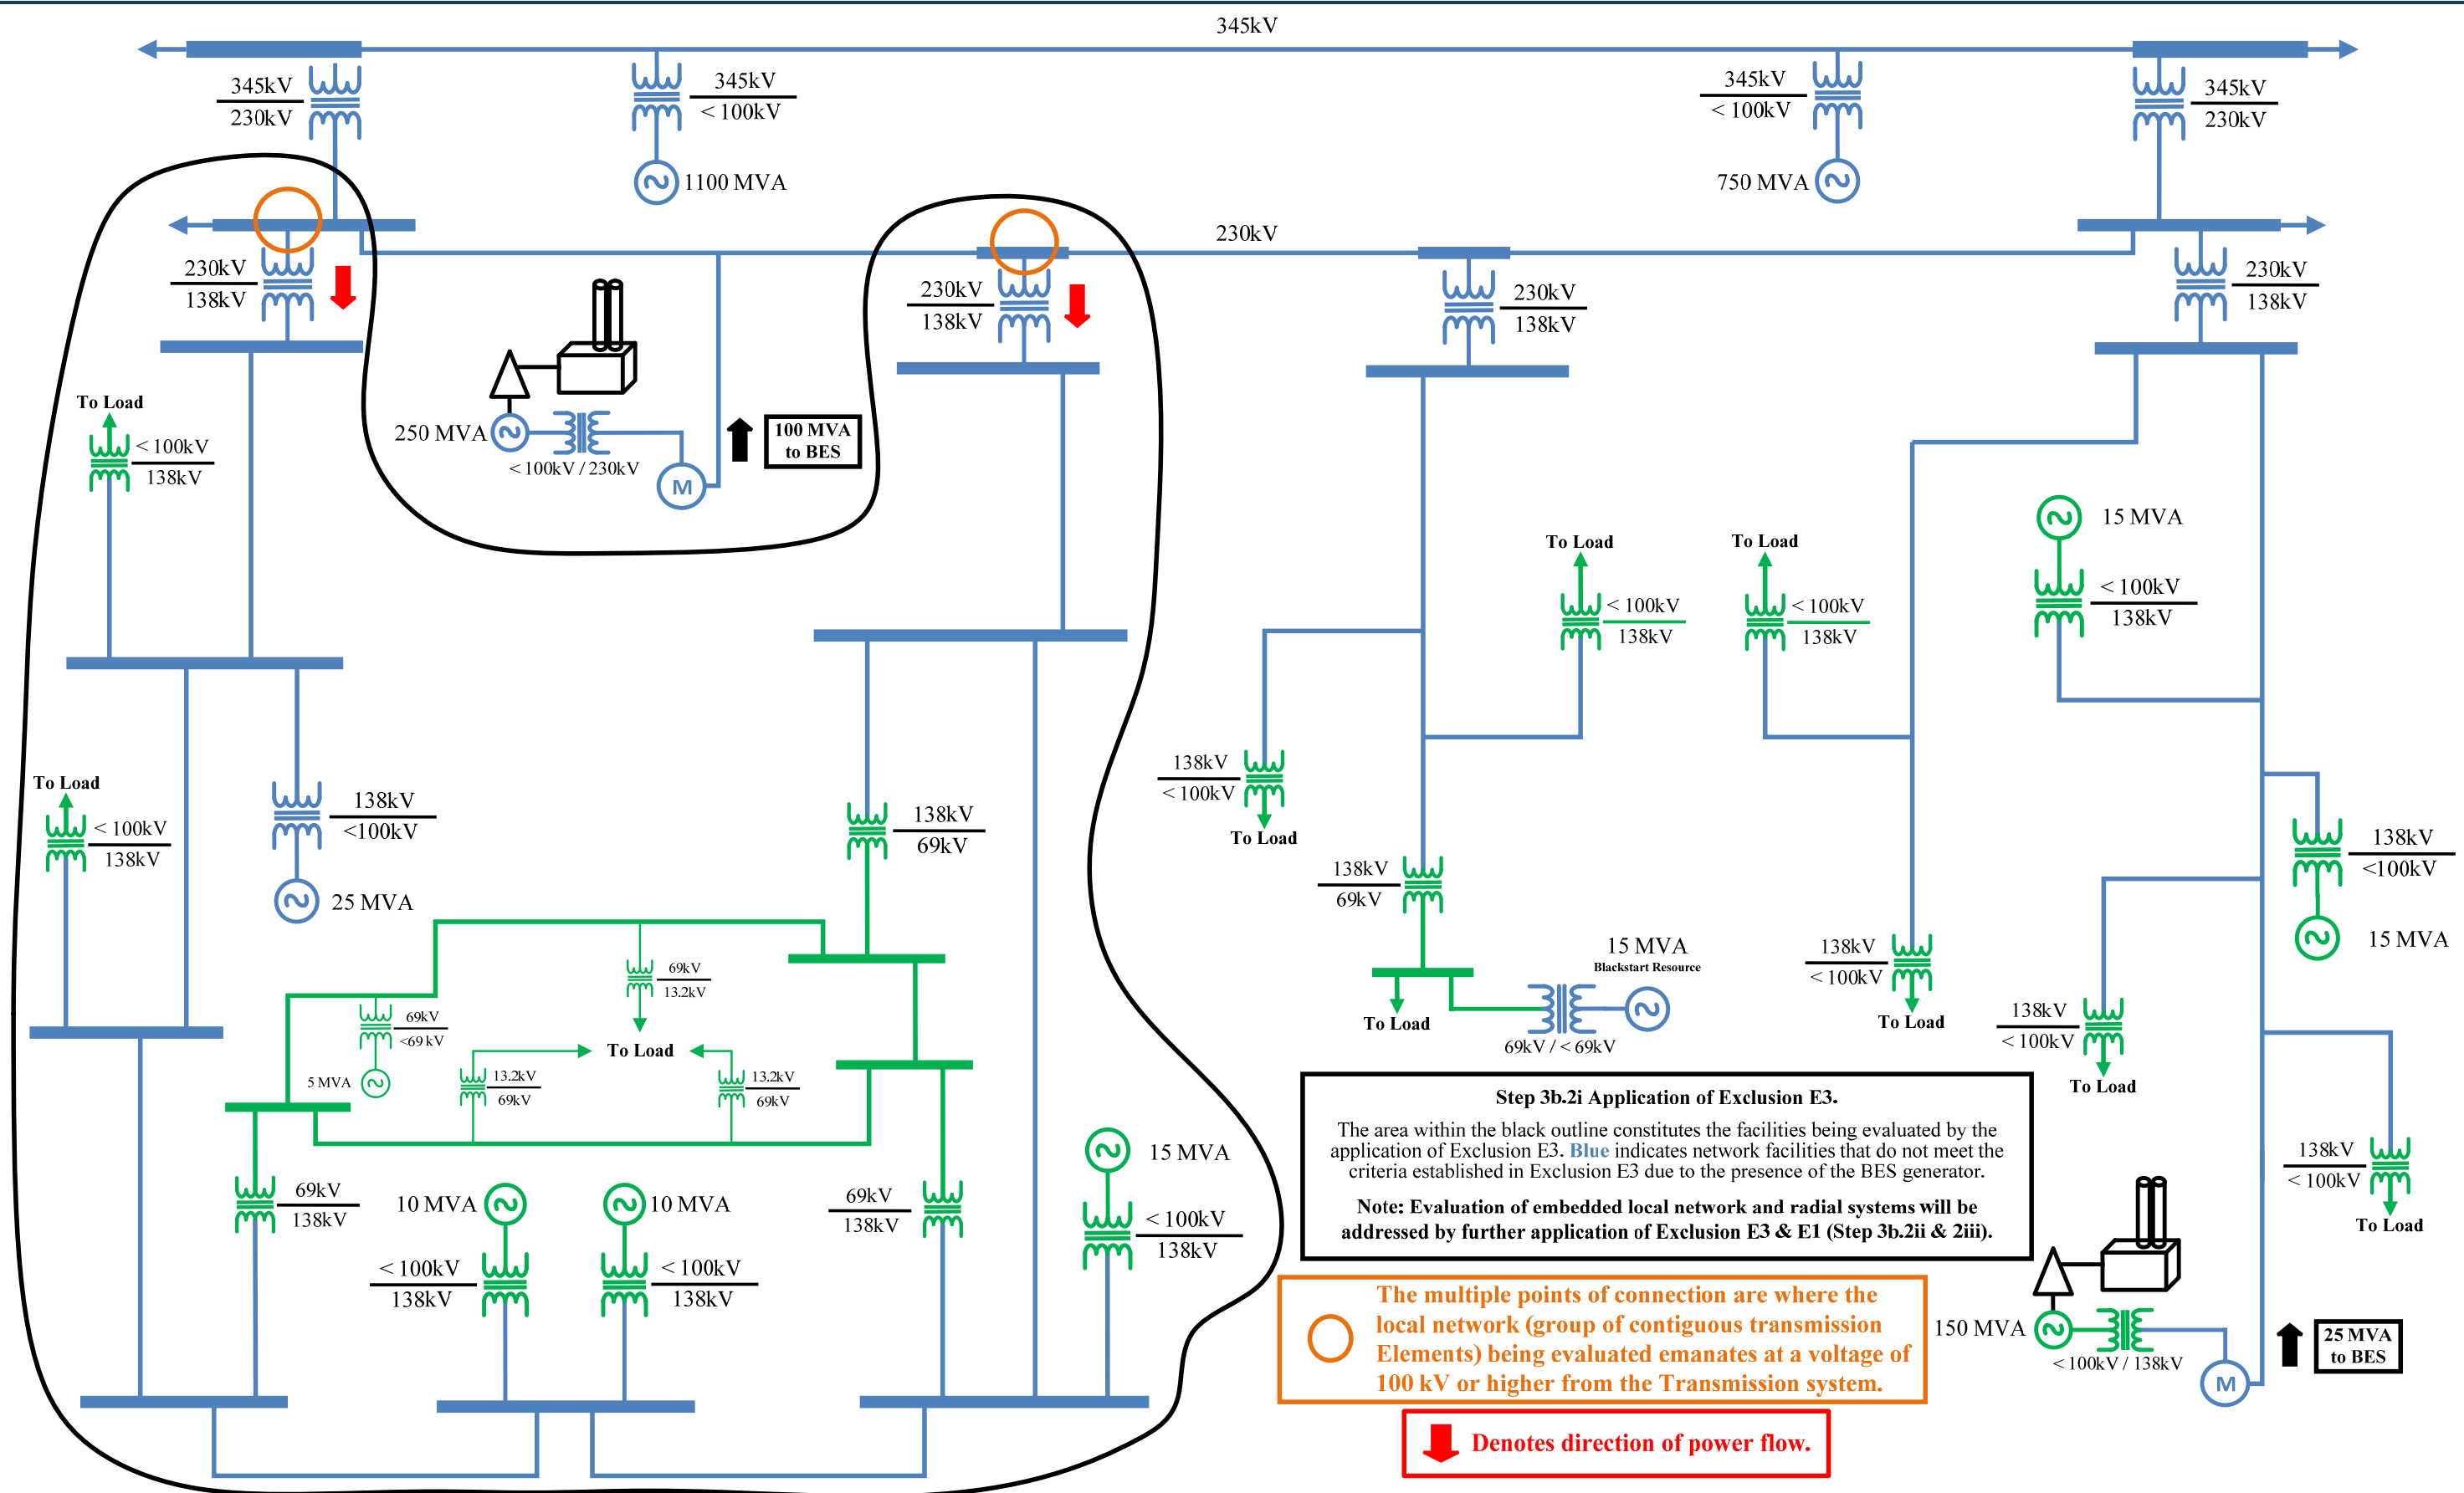 345kV
345kV
230kV
345kV
< 100kV
1100 MVA
345kV
< 100kV
750 MVA
345kV
230kV
230kV
230kV
138kV
230kV
138kV
230kV
138kV
230kV
138kV
250 MVA
< 100kV / 230kV
M
100 MVA
to BES
To Load
< 100kV
138kV
To Load
< 100kV
138kV
138kV
<100kV
25 MVA
138kV
69kV
69kV
13.2kV
69kV
<69 kV
5 MVA
To Load
13.2kV
69kV
13.2kV
69kV
69kV
138kV
10 MVA
< 100kV
138kV
10 MVA
< 100kV
138kV
69kV
138kV
15 MVA
< 100kV
138kV
To Load
< 100kV
138kV
To Load
< 100kV
138kV
15 MVA
< 100kV
138kV
138kV
< 100kV
To Load
138kV
69kV
To Load
15 MVA
Blackstart Resource
69kV / < 69kV
138kV
< 100kV
To Load
138kV
<100kV
15 MVA
138kV
< 100kV
To Load
138kV
< 100kV
To Load
150 MVA
< 100kV / 138kV
M
25 MVA
to BES
Step 3b.2i Application of Exclusion E3.
The area within the black outline constitutes the facilities being evaluated by the
application of Exclusion E3. Blue indicates network facilities that do not meet the
criteria established in Exclusion E3 due to the presence of the BES generator.
Note: Evaluation of embedded local network and radial systems will be
addressed by further application of Exclusion E3 & E1 (Step 3b.2ii & 2iii).
The multiple points of connection are where the
local network (group of contiguous transmission
Elements) being evaluated emanates at a voltage of
100 kV or higher from the Transmission system.
Denotes direction of power flow.